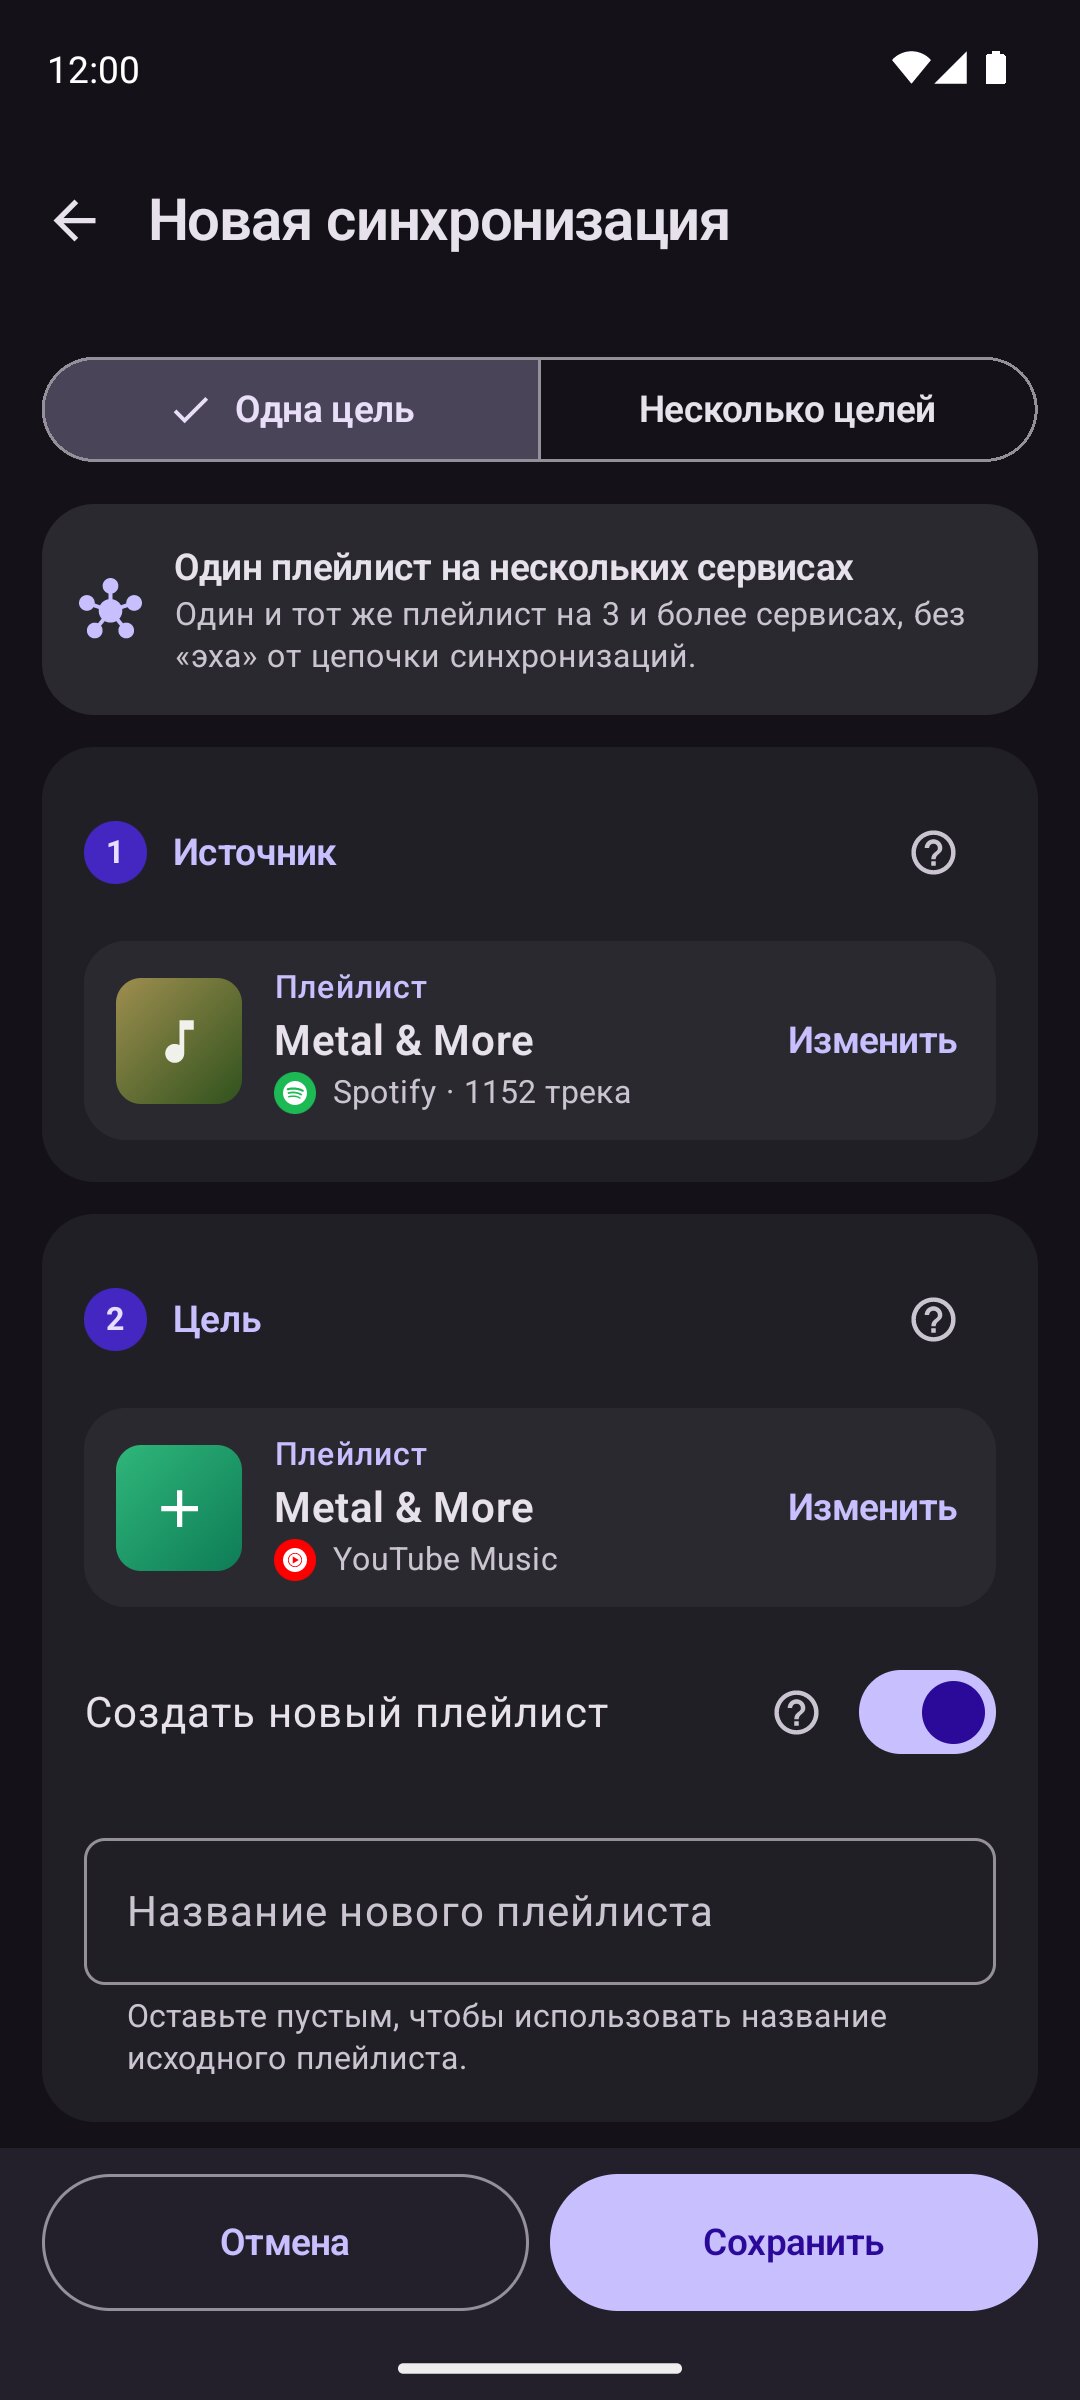 12:00
Новая синхронизация
Одна цель
Несколько целей
Один плейлист на нескольких сервисах
Один и тот же плейлист на 3 и более сервисах, без
«эха» от цепочки синхронизаций.
1 Источник
Плейлист
Metal & More
Изменить
Spotify · 1152 трека
2 Цель
Плейлист
Metal & More
Изменить
YouTube Music
Создать новый плейлист
Название нового плейлиста
Оставьте пустым, чтобы использовать название
исходного плейлиста.
Отмена
Сохранить